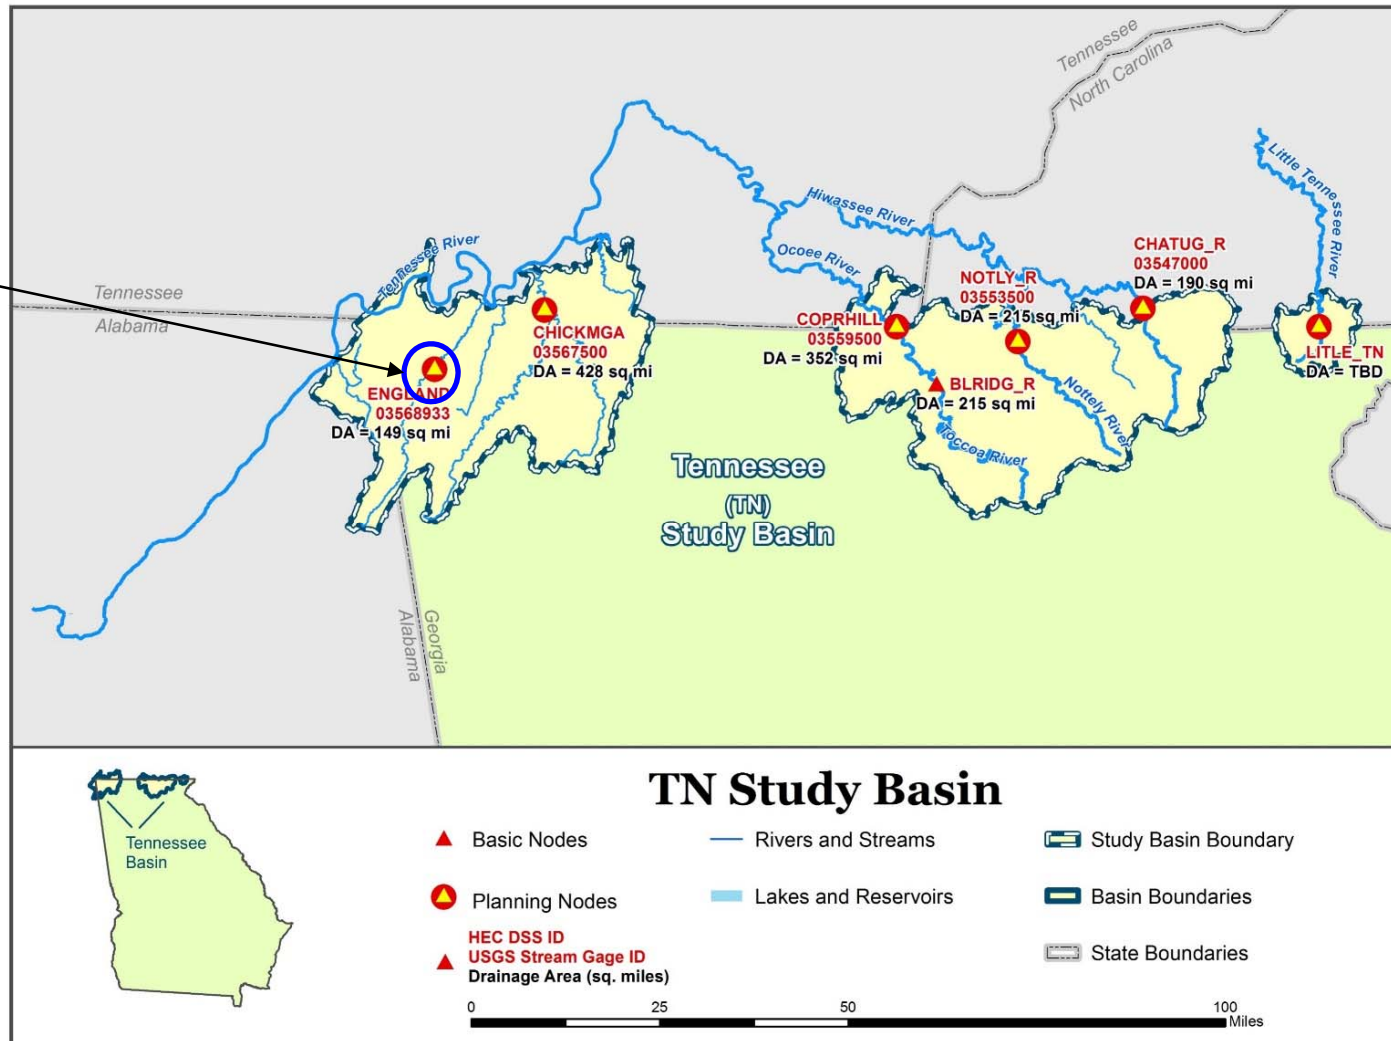 Tennessee
North Carolina
Little Tennessee River
Hiwassee River
Tennessee River
Ocoee River
CHATUG_R
03547000
DA = 190 sq mi
NOTLY_R
03553500
DA = 215 sq mi
Tennessee
Alabama
COPRHILL
03559500
DA = 352 sq mi
CHICKMGA
03567500
DA = 428 sq mi
LITLE_TN
DA = TBD
ENGLAND
03568933
DA = 149 sq mi
BLRIDG_R
DA = 215 sq mi
Nottely River
Toccoa River
Tennessee
(TN)
Study Basin
Georgia
Alabama
TN Study Basin
Tennessee
Basin
Basic Nodes
Rivers and Streams
Study Basin Boundary
Planning Nodes
Lakes and Reservoirs
Basin Boundaries
HEC DSS ID
USGS Stream Gage ID
Drainage Area (sq. miles)
State Boundaries
0 25 50 100
Miles